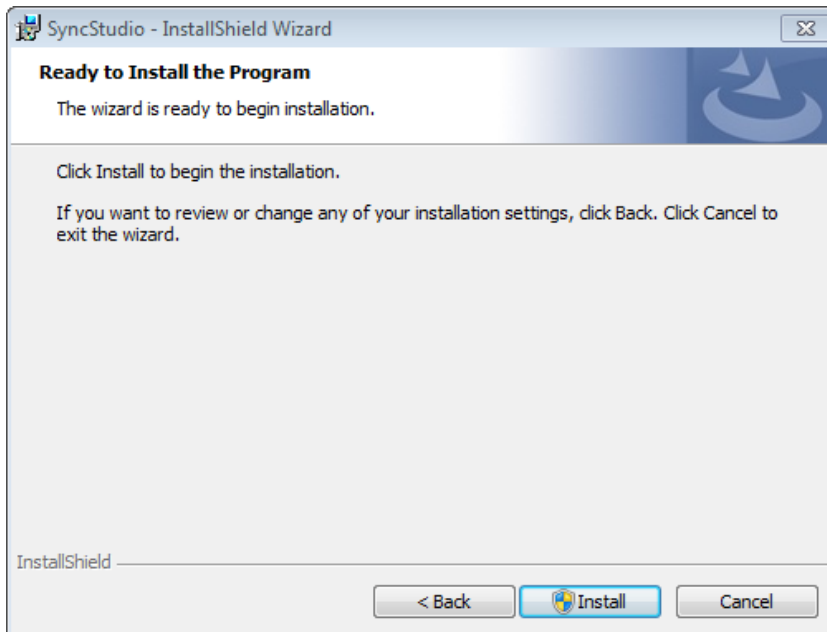 SyncStudio - InstallShield Wizard
Ready to Install the Program
The wizard is ready to begin installation.
Click Install to begin the installation.
If you want to review or change any of your installation settings, click Back. Click Cancel to
exit the wizard.
InstallShield
< Back
Install
Cancel